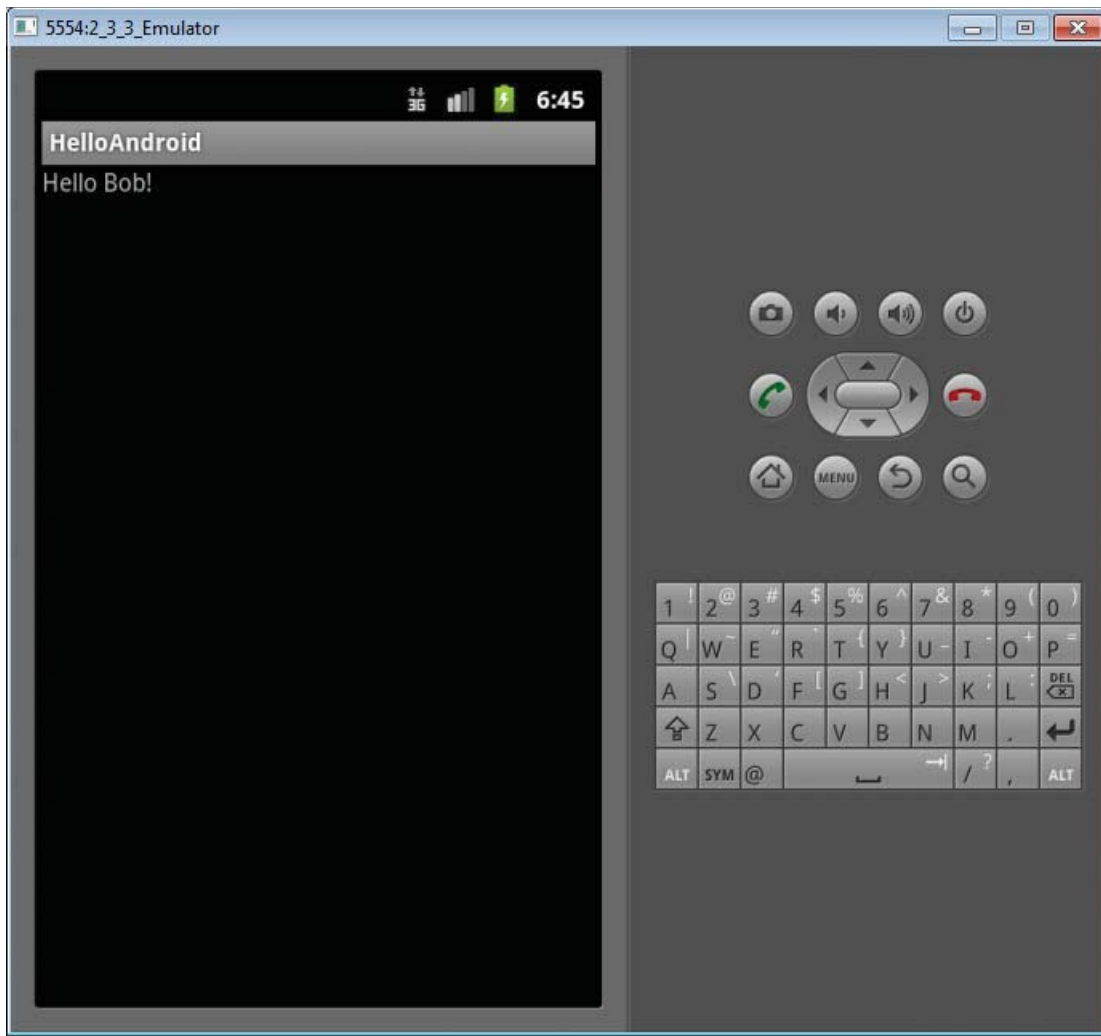 5554:2_3_3_Emulator
3G 6:45
HelloAndroid
Hello Bob!
MENU
1 ! 2 @ 3 # 4 $ 5 % 6 ^ 7 & 8 * 9 ( 0 )
Q | W ~ E “ R ` T { Y } U _ I - O + P =
A S \ D ‘ F [ G ] H < J > K ; L : DEL
Z X C V B N M .
ALT SYM @ / ? , ALT